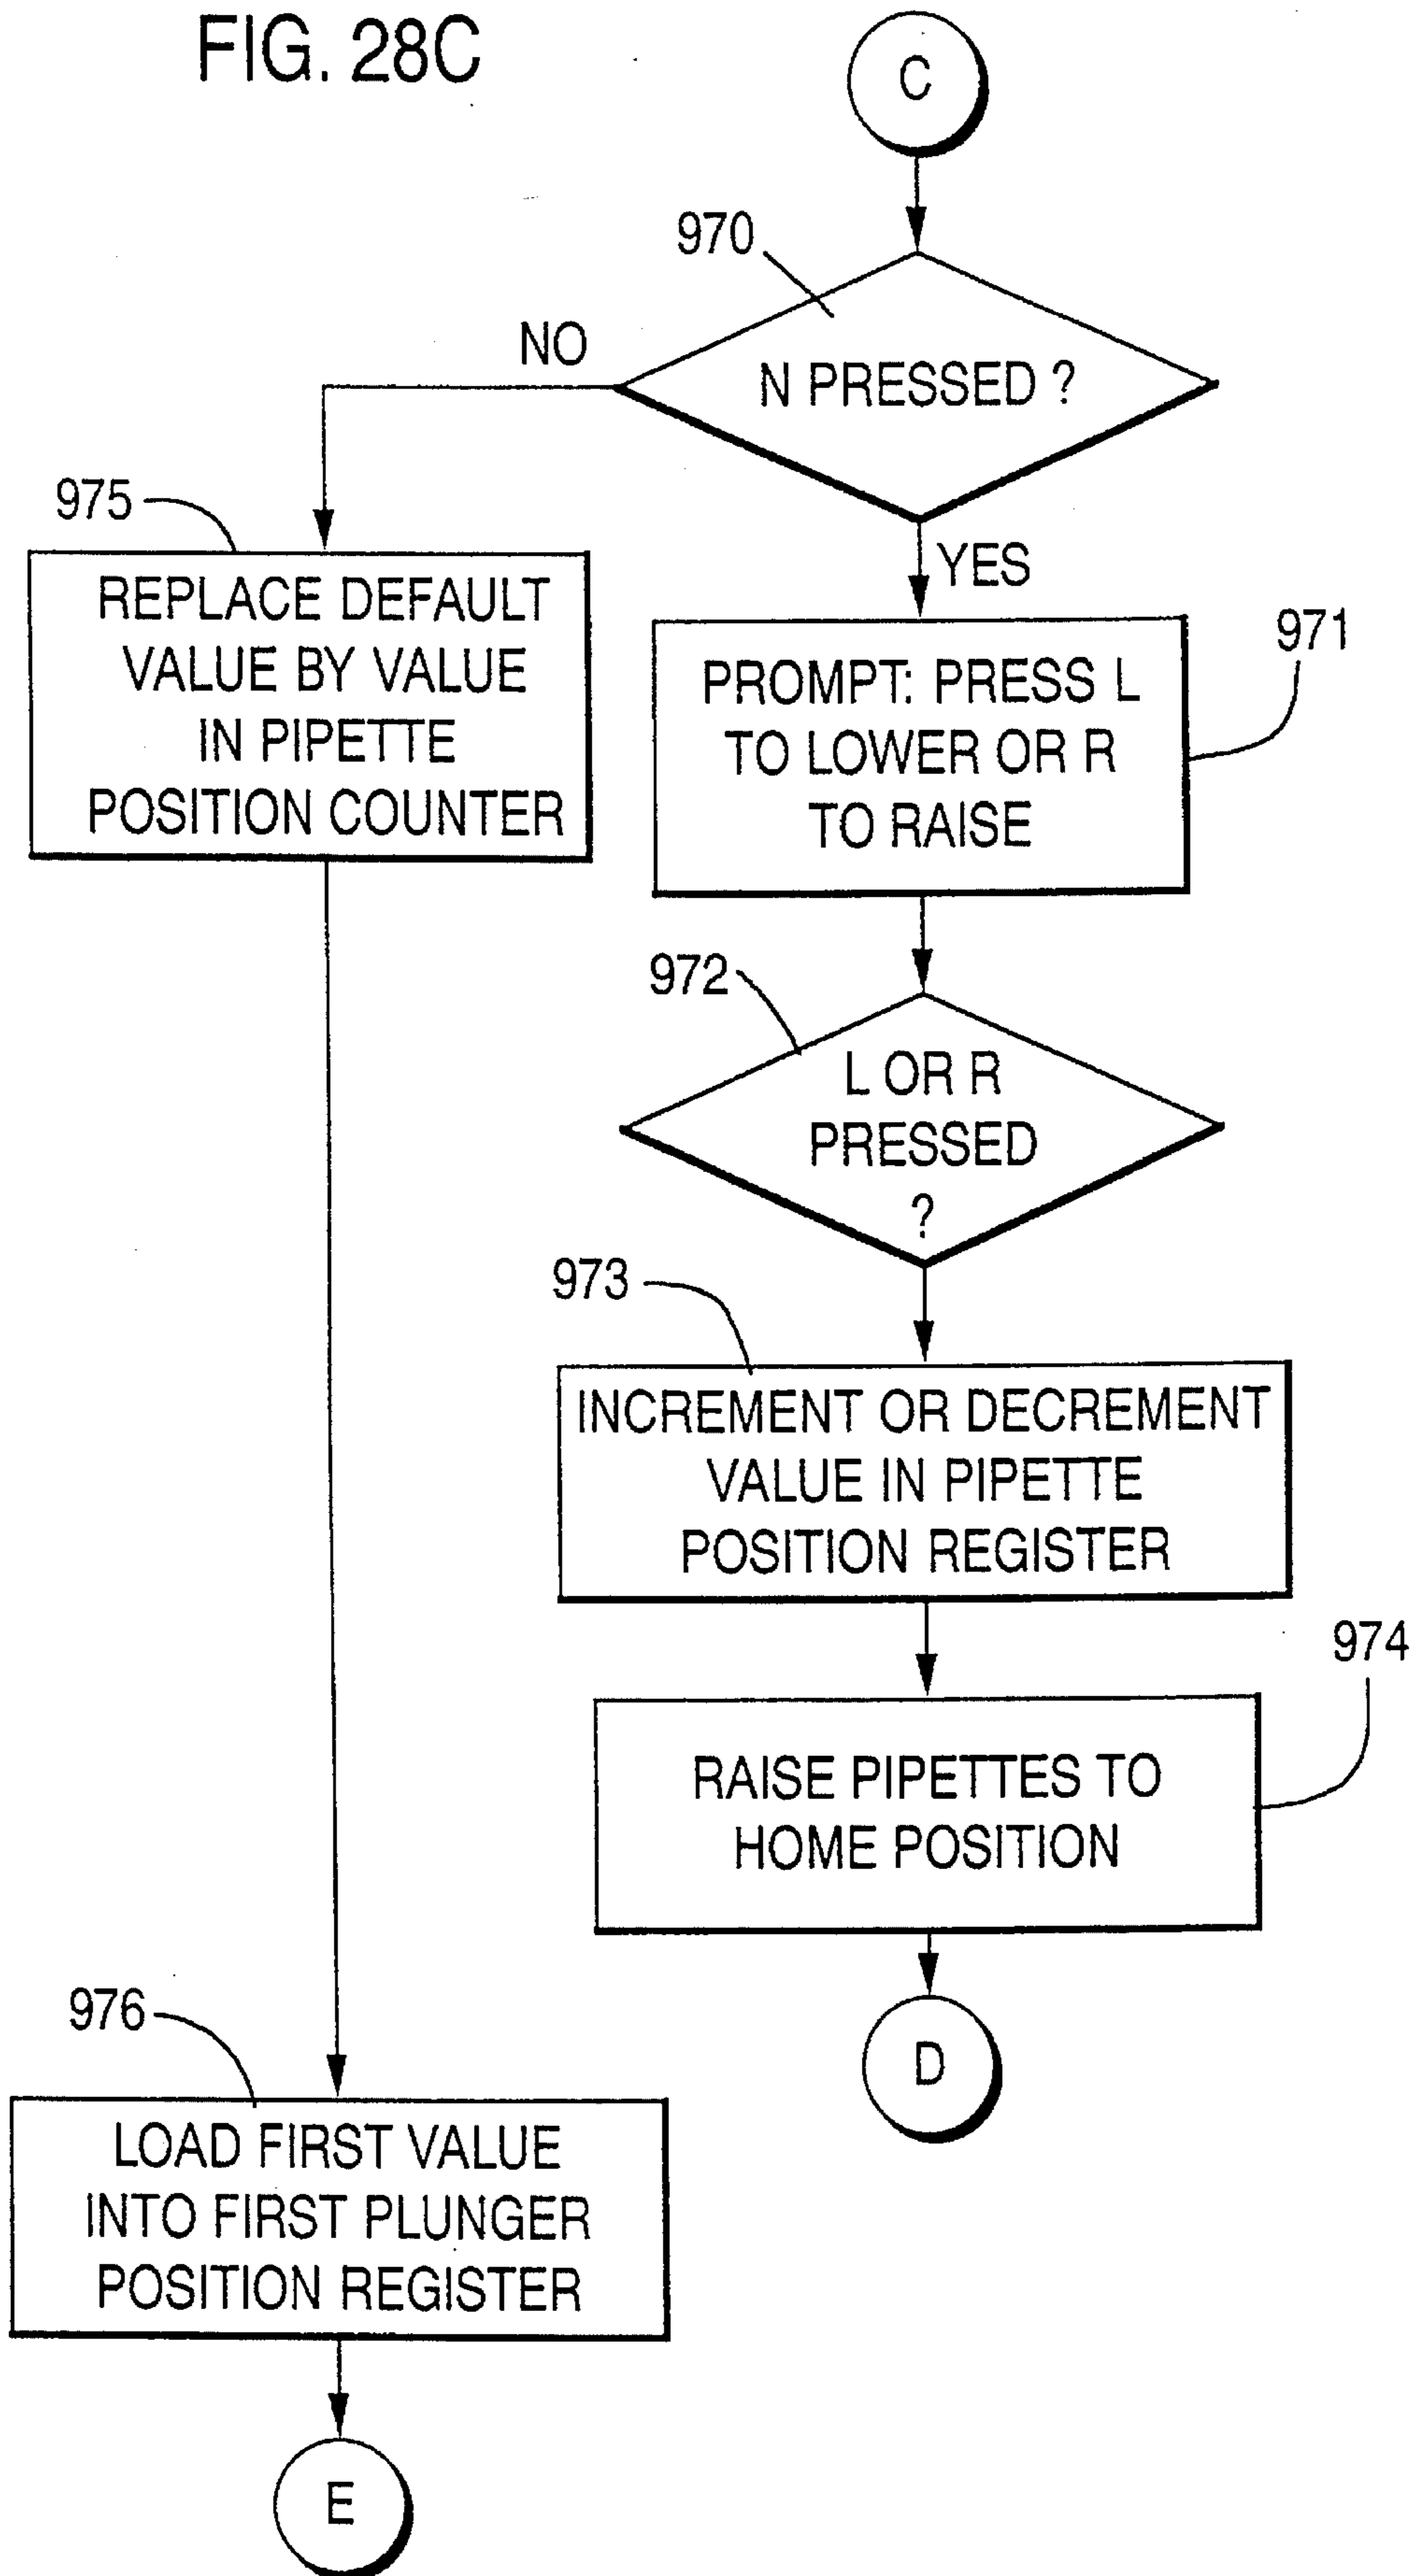 FIG. 28C
C
970
NO
N PRESSED ?
YES
975
REPLACE DEFAULT
VALUE BY VALUE
IN PIPETTE
POSITION COUNTER
971
PROMPT: PRESS L
TO LOWER OR R
TO RAISE
972
L OR R
PRESSED
?
973
INCREMENT OR DECREMENT
VALUE IN PIPETTE
POSITION REGISTER
974
RAISE PIPETTES TO
HOME POSITION
D
976
LOAD FIRST VALUE
INTO FIRST PLUNGER
POSITION REGISTER
E